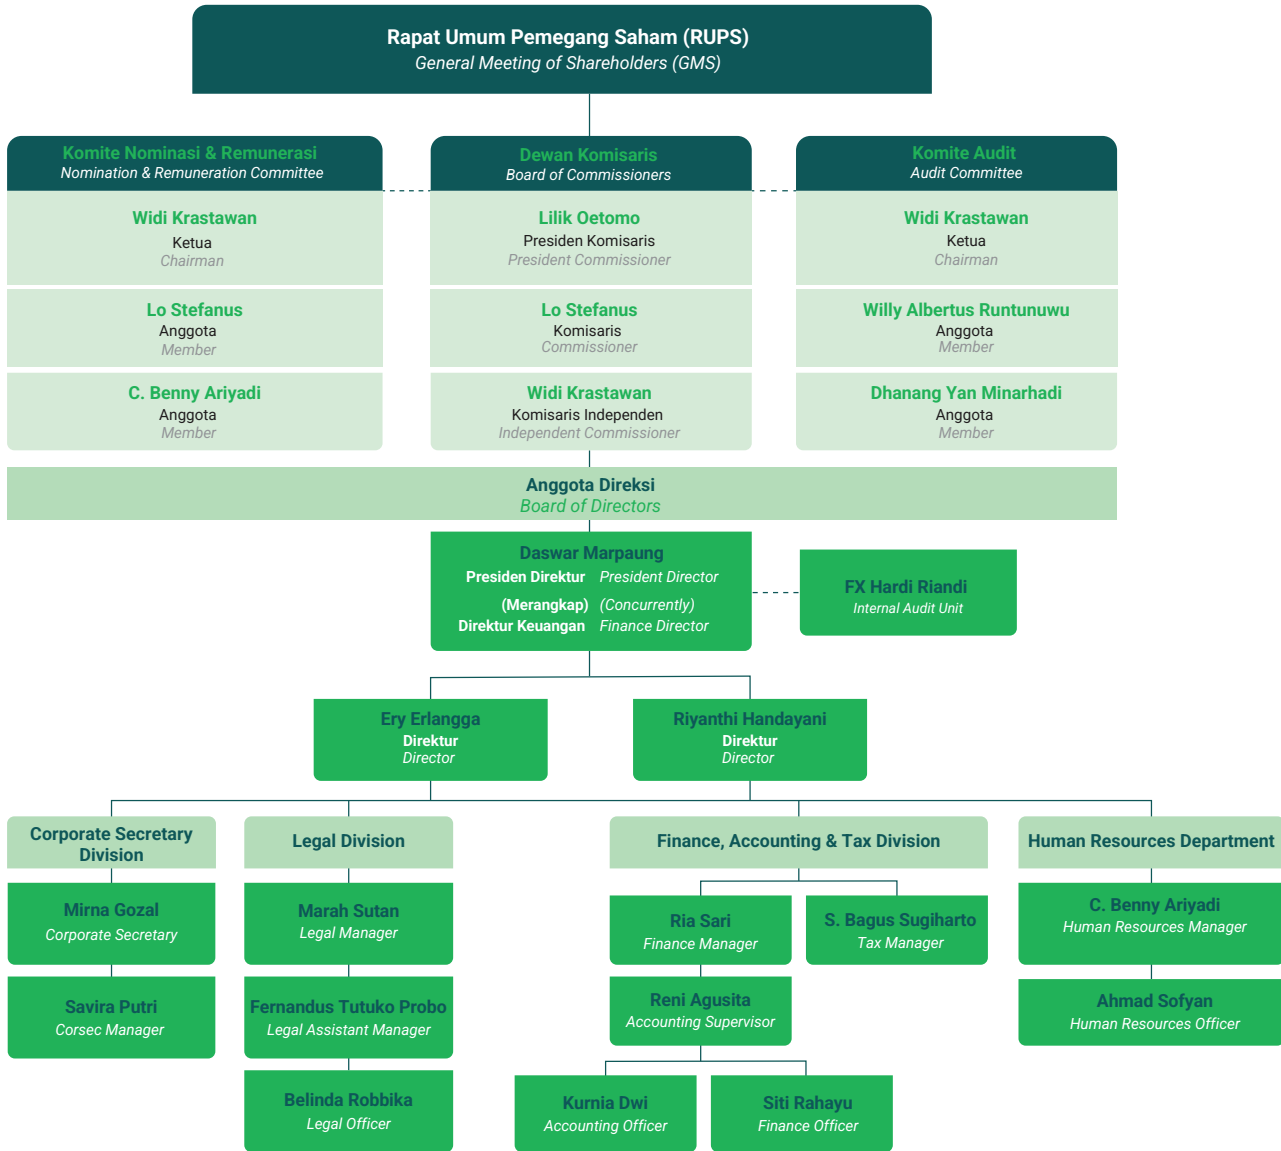 Rapat Umum Pemegang Saham (RUPS)
General Meeting of Shareholders (GMS)
Komite Nominasi & Remunerasi
Nomination & Remuneration Committee
Widi Krastawan
Ketua
Chairman
Lo Stefanus
Anggota
Member
C. Benny Ariyadi
Anggota
Member
Dewan Komisaris
Board of Commissioners
Lilik Oetomo
Presiden Komisaris
President Commissioner
Lo Stefanus
Komisaris
Commissioner
Widi Krastawan
Komisaris Independen
Independent Commissioner
Komite Audit
Audit Committee
Widi Krastawan
Ketua
Chairman
Willy Albertus Runtunuwu
Anggota
Member
Dhanang Yan Minarhadi
Anggota
Member
Anggota Direksi
Board of Directors
Daswar Marpaung
Presiden Direktur President Director
(Merangkap) (Concurrently)
Direktur Keuangan Finance Director
FX Hardi Riandi
Internal Audit Unit
Ery Erlangga
Direktur
Director
Riyanthi Handayani
Direktur
Director
Corporate Secretary
Division
Mirna Gozal
Corporate Secretary
Savira Putri
Corsec Manager
Legal Division
Marah Sutan
Legal Manager
Fernandus Tutuko Probo
Legal Assistant Manager
Belinda Robbika
Legal Officer
Finance, Accounting & Tax Division
Ria Sari
Finance Manager
S. Bagus Sugiharto
Tax Manager
Reni Agusita
Accounting Supervisor
Kurnia Dwi
Accounting Officer
Siti Rahayu
Finance Officer
Human Resources Department
C. Benny Ariyadi
Human Resources Manager
Ahmad Sofyan
Human Resources Officer